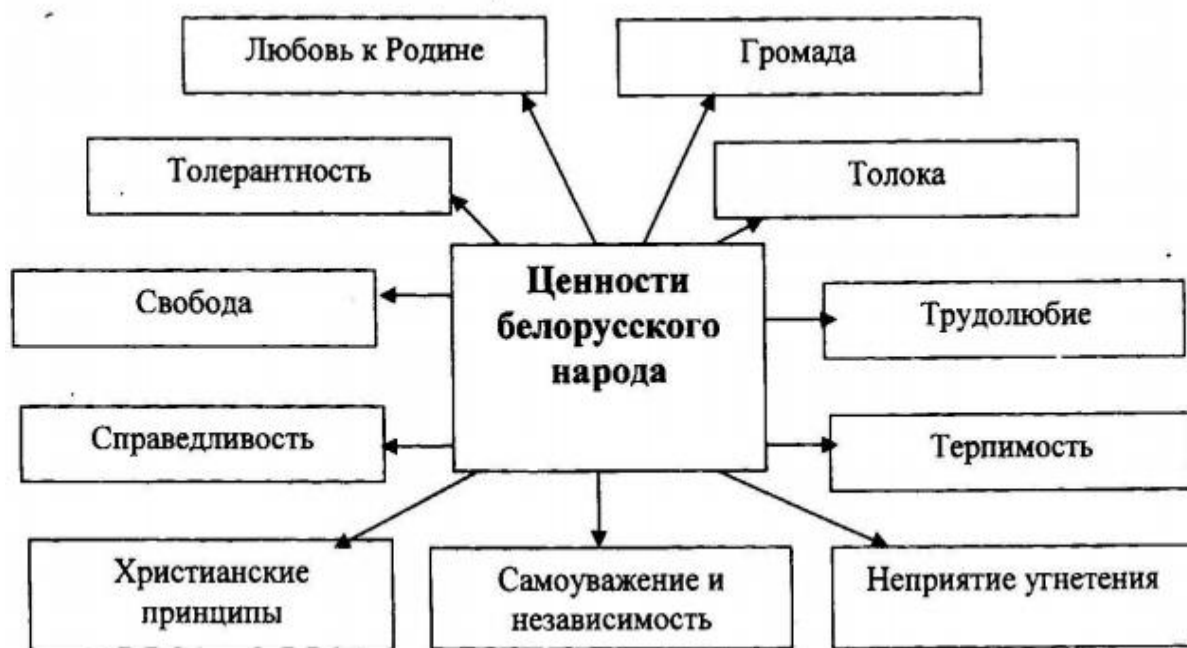 Любовь к Родине
Громада
Толерантность
Толока
Ценности
белорусского
народа
Свобода
Трудолюбие
Справедливость
Терпимость
Христианские
принципы
Самоуважение и
независимость
Неприятие угнетения